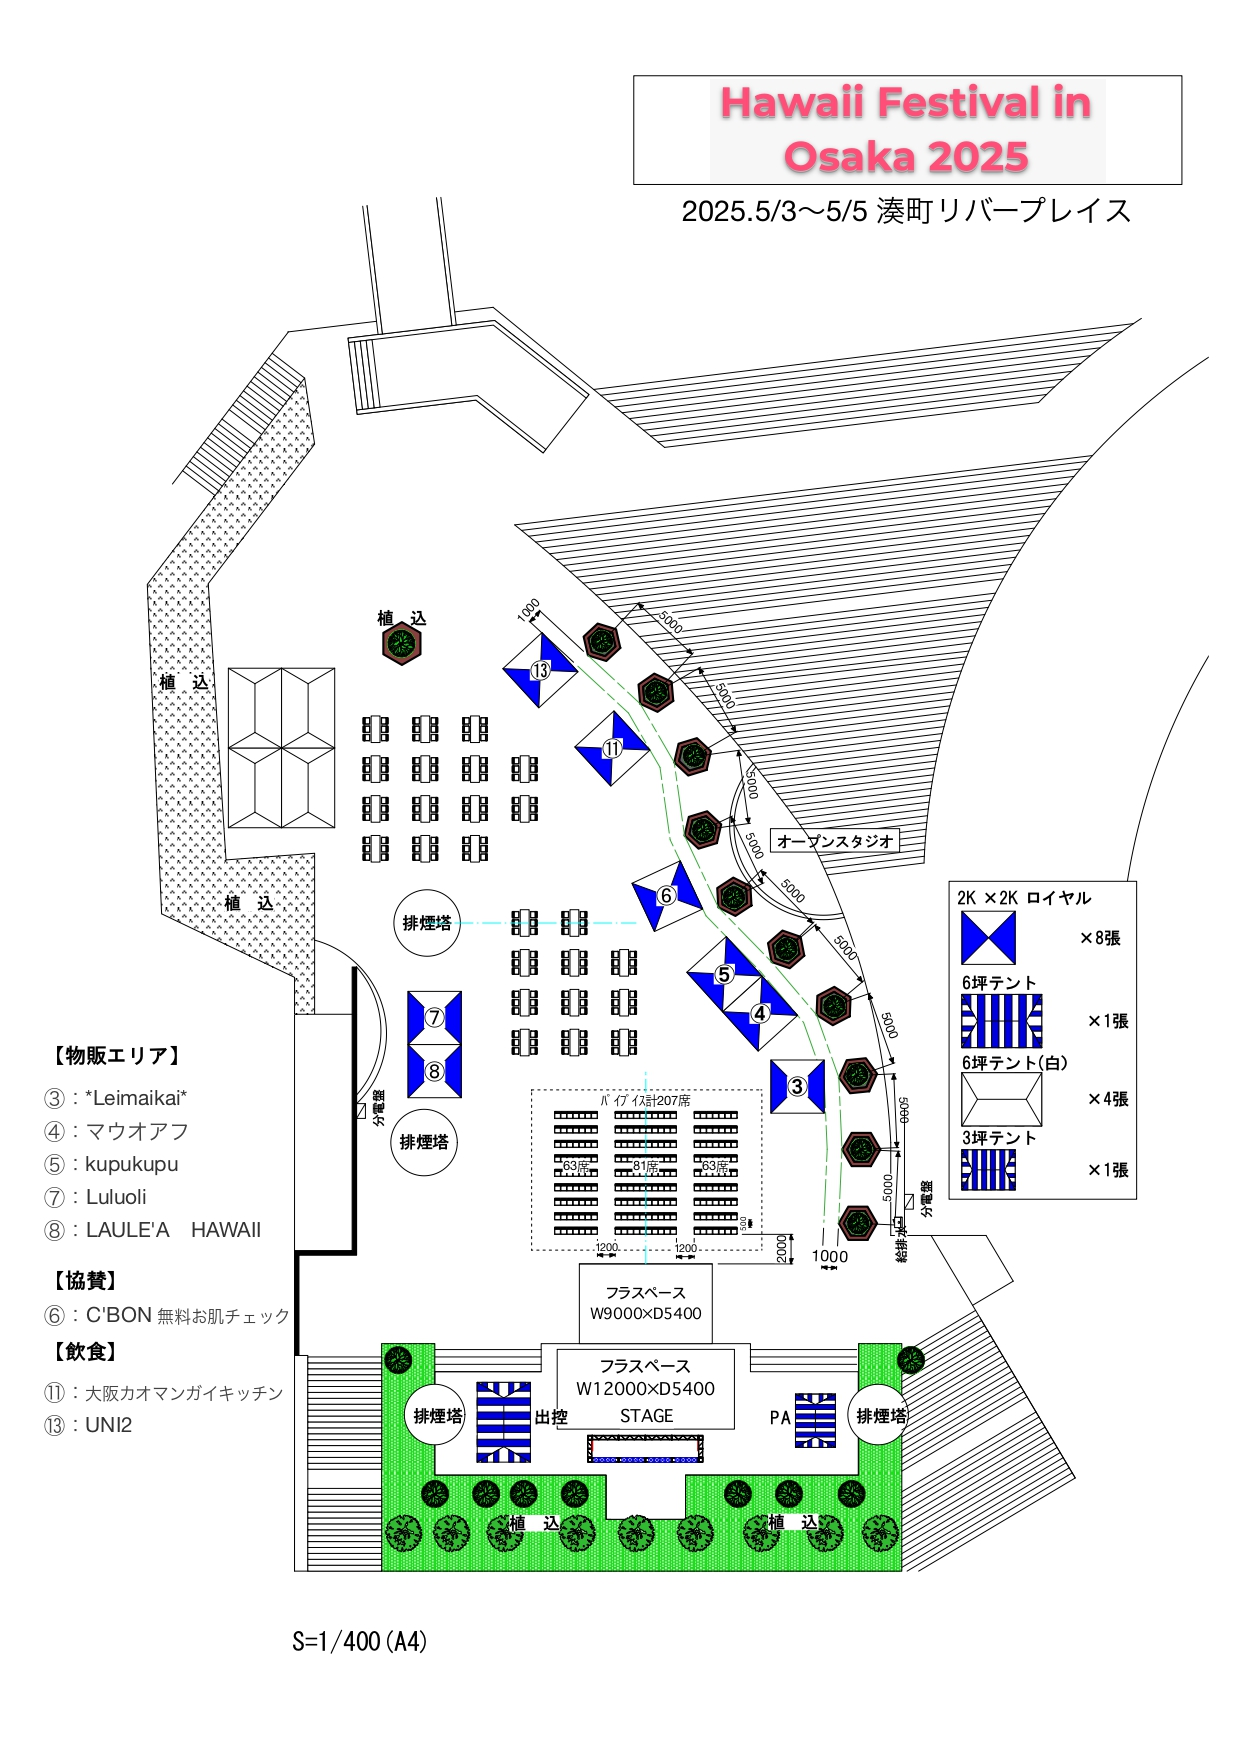 Hawaii Festival in
Osaka 2025
2025.5/3～5/5 湊町リバープレイス
植　込
1000
5000
5000
⑬
植　込
⑪
5000
5000
オープンスタジオ
5000
⑥
植　込
排煙塔
5000
⑤
④
5000
⑦
⑧
③
5000
分電盤
排煙塔
2K ×2K ロイヤル
×8張
6坪テント
×1張
6坪テント(白)
×4張
3坪テント
×1張
【物販エリア】
③：*Leimaikai*
④：マウオアフ
⑤：kupukupu
⑦：Luluoli
⑧：LAULE'A　HAWAII
【協賛】
⑥：C'BON 無料お肌チェック
【飲食】
⑪：大阪カオマンガイキッチン
⑬：UNI2
パイプイス計207席
63席
81席
63席
500
1200
1200
2000
1000
5000
5000
分電盤
給排水
フラスペース
W9000×D5400
フラスペース
W12000×D5400
STAGE
排煙塔
出控
PA
排煙塔
植　込
植　込
S=1/400(A4)